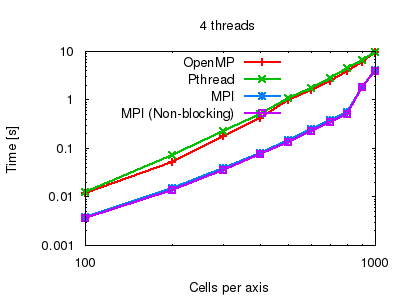 4 threads
OpenMP
Pthread
MPI
MPI (Non-blocking)
Time [s]
10
1
0.1
0.01
0.001
100
1000
Cells per axis